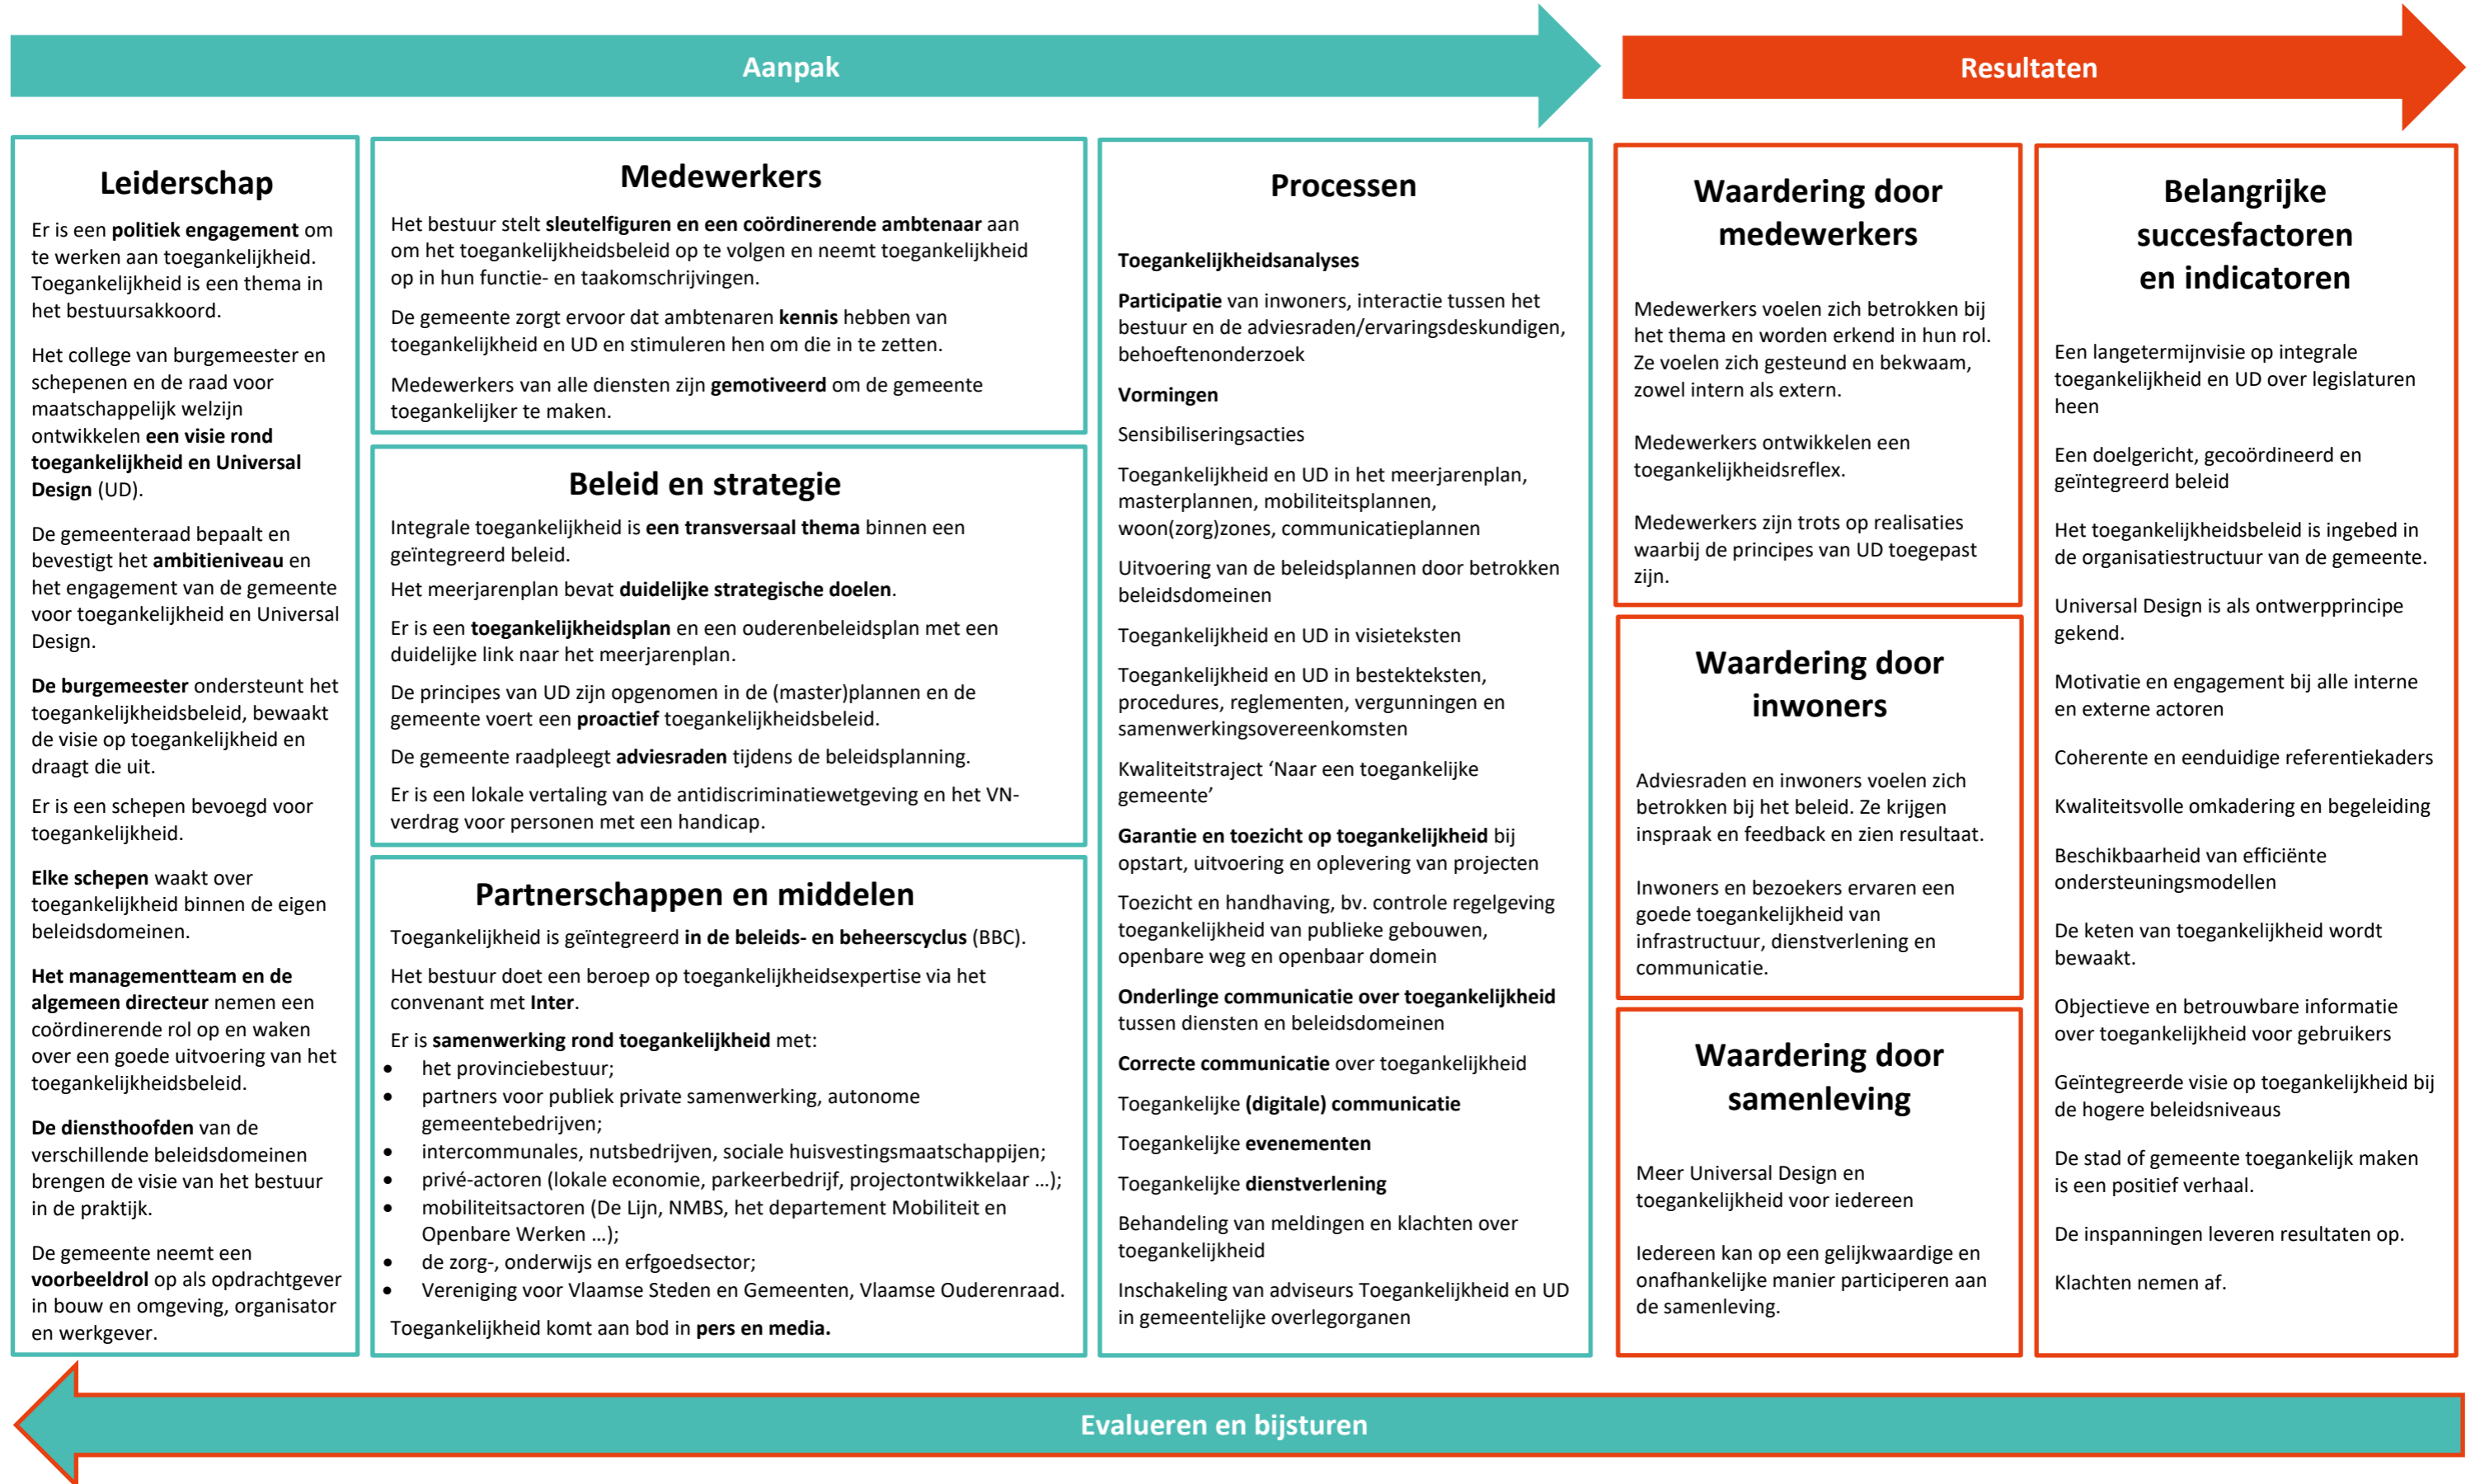 Aanpak
Resultaten
Leiderschap
Er is een politiek engagement om
te werken aan toegankelijkheid.
Toegankelijkheid is een thema in
het bestuursakkoord.
Het college van burgemeester en
schepenen en de raad voor
maatschappelijk welzijn
ontwikkelen een visie rond
toegankelijkheid en Universal
Design (UD).
De gemeenteraad bepaalt en
bevestigt het ambitieniveau en
het engagement van de gemeente
voor toegankelijkheid en Universal
Design.
De burgemeester ondersteunt het
toegankelijkheidsbeleid, bewaakt
de visie op toegankelijkheid en
draagt die uit.
Er is een schepen bevoegd voor
toegankelijkheid.
Elke schepen waakt over
toegankelijkheid binnen de eigen
beleidsdomeinen.
Het managementteam en de
algemeen directeur nemen een
coördinerende rol op en waken
over een goede uitvoering van het
toegankelijkheidsbeleid.
De diensthoofden van de
verschillende beleidsdomeinen
brengen de visie van het bestuur
in de praktijk.
De gemeente neemt een
voorbeeldrol op als opdrachtgever
in bouw en omgeving, organisator
en werkgever.
Medewerkers
Het bestuur stelt sleutelfiguren en een coördinerende ambtenaar aan
om het toegankelijkheidsbeleid op te volgen en neemt toegankelijkheid
op in hun functie- en taakomschrijvingen.
De gemeente zorgt ervoor dat ambtenaren kennis hebben van
toegankelijkheid en UD en stimuleren hen om die in te zetten.
Medewerkers van alle diensten zijn gemotiveerd om de gemeente
toegankelijker te maken.
Beleid en strategie
Integrale toegankelijkheid is een transversaal thema binnen een
geïntegreerd beleid.
Het meerjarenplan bevat duidelijke strategische doelen.
Er is een toegankelijkheidsplan en een ouderenbeleidsplan met een
duidelijke link naar het meerjarenplan.
De principes van UD zijn opgenomen in de (master)plannen en de
gemeente voert een proactief toegankelijkheidsbeleid.
De gemeente raadpleegt adviesraden tijdens de beleidsplanning.
Er is een lokale vertaling van de antidiscriminatiewetgeving en het VN-
verdrag voor personen met een handicap.
Partnerschappen en middelen
Toegankelijkheid is geïntegreerd in de beleids- en beheerscyclus (BBC).
Het bestuur doet een beroep op toegankelijkheidsexpertise via het
convenant met Inter.
Er is samenwerking rond toegankelijkheid met:
• het provinciebestuur;
• partners voor publiek private samenwerking, autonome
gemeentebedrijven;
• intercommunales, nutsbedrijven, sociale huisvestingsmaatschappijen;
• privé-actoren (lokale economie, parkeerbedrijf, projectontwikkelaar …);
• mobiliteitsactoren (De Lijn, NMBS, het departement Mobiliteit en
Openbare Werken …);
• de zorg-, onderwijs en erfgoedsector;
• Vereniging voor Vlaamse Steden en Gemeenten, Vlaamse Ouderenraad.
Toegankelijkheid komt aan bod in pers en media.
Processen
Toegankelijkheidsanalyses
Participatie van inwoners, interactie tussen het
bestuur en de adviesraden/ervaringsdeskundigen,
behoeftenonderzoek
Vormingen
Sensibiliseringsacties
Toegankelijkheid en UD in het meerjarenplan,
masterplannen, mobiliteitsplannen,
woon(zorg)zones, communicatieplannen
Uitvoering van de beleidsplannen door betrokken
beleidsdomeinen
Toegankelijkheid en UD in visieteksten
Toegankelijkheid en UD in bestekteksten,
procedures, reglementen, vergunningen en
samenwerkingsovereenkomsten
Kwaliteitstraject ‘Naar een toegankelijke
gemeente’
Garantie en toezicht op toegankelijkheid bij
opstart, uitvoering en oplevering van projecten
Toezicht en handhaving, bv. controle regelgeving
toegankelijkheid van publieke gebouwen,
openbare weg en openbaar domein
Onderlinge communicatie over toegankelijkheid
tussen diensten en beleidsdomeinen
Correcte communicatie over toegankelijkheid
Toegankelijke (digitale) communicatie
Toegankelijke evenementen
Toegankelijke dienstverlening
Behandeling van meldingen en klachten over
toegankelijkheid
Inschakeling van adviseurs Toegankelijkheid en UD
in gemeentelijke overlegorganen
Waardering door
medewerkers
Medewerkers voelen zich betrokken bij
het thema en worden erkend in hun rol.
Ze voelen zich gesteund en bekwaam,
zowel intern als extern.
Medewerkers ontwikkelen een
toegankelijkheidsreflex.
Medewerkers zijn trots op realisaties
waarbij de principes van UD toegepast
zijn.
Waardering door
inwoners
Adviesraden en inwoners voelen zich
betrokken bij het beleid. Ze krijgen
inspraak en feedback en zien resultaat.
Inwoners en bezoekers ervaren een
goede toegankelijkheid van
infrastructuur, dienstverlening en
communicatie.
Waardering door
samenleving
Meer Universal Design en
toegankelijkheid voor iedereen
Iedereen kan op een gelijkwaardige en
onafhankelijke manier participeren aan
de samenleving.
Belangrijke
succesfactoren
en indicatoren
Een langetermijnvisie op integrale
toegankelijkheid en UD over legislaturen
heen
Een doelgericht, gecoördineerd en
geïntegreerd beleid
Het toegankelijkheidsbeleid is ingebed in
de organisatiestructuur van de gemeente.
Universal Design is als ontwerpprincipe
gekend.
Motivatie en engagement bij alle interne
en externe actoren
Coherente en eenduidige referentiekaders
Kwaliteitsvolle omkadering en begeleiding
Beschikbaarheid van efficiënte
ondersteuningsmodellen
De keten van toegankelijkheid wordt
bewaakt.
Objectieve en betrouwbare informatie
over toegankelijkheid voor gebruikers
Geïntegreerde visie op toegankelijkheid bij
de hogere beleidsniveaus
De stad of gemeente toegankelijk maken
is een positief verhaal.
De inspanningen leveren resultaten op.
Klachten nemen af.
Evalueren en bijsturen